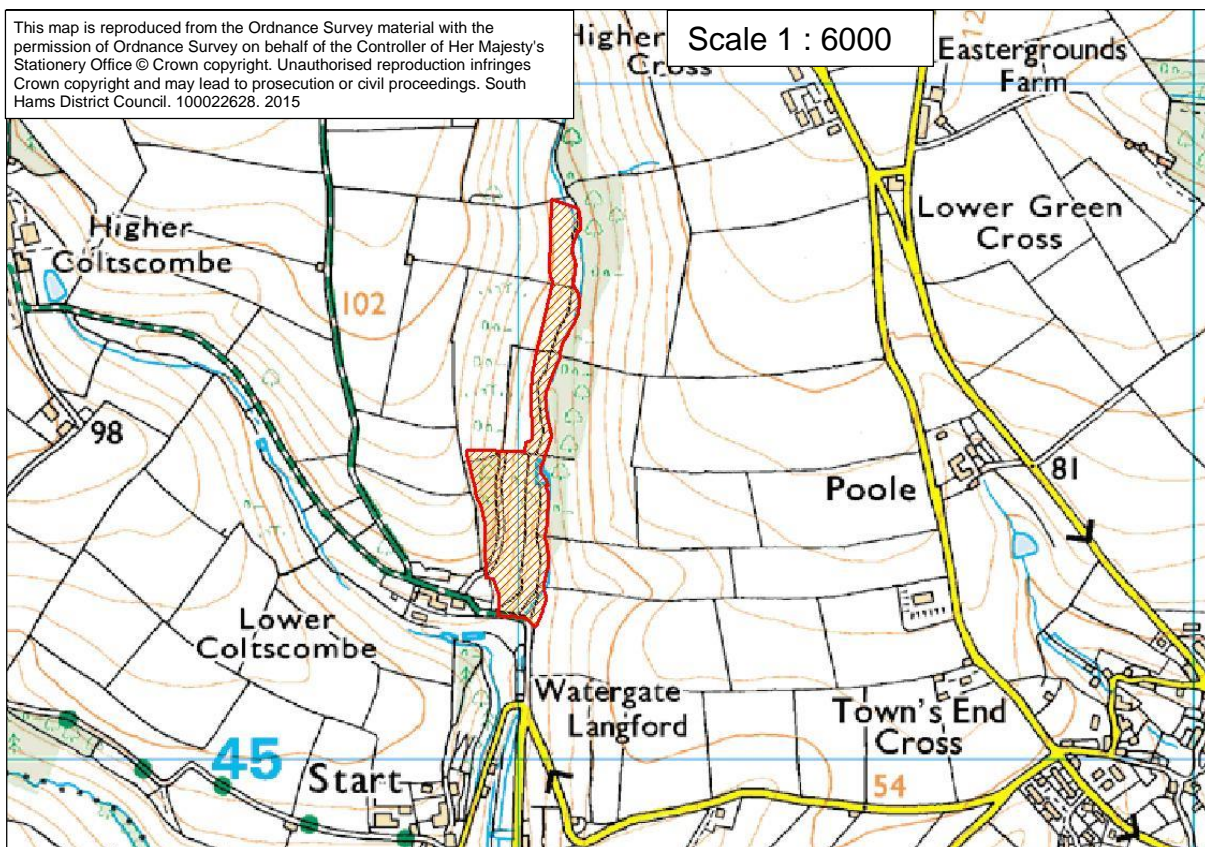 This map is reproduced from the Ordnance Survey material with the
permission of Ordnance Survey on behalf of the Controller of Her Majesty's
Stationery Office © Crown copyright. Unauthorised reproduction infringes
Crown copyright and may lead to prosecution or civil proceedings. South
Hams District Council. 100022628. 2015
Higher
Cross
Scale 1 : 6000
12
Eastergrounds
Farm
Higher
Coltscombe
Lower Green
Cross
102
98
Poole
81
Lower
Coltscombe
Watergate
Langford
Town's End
Cross
45
Start
54